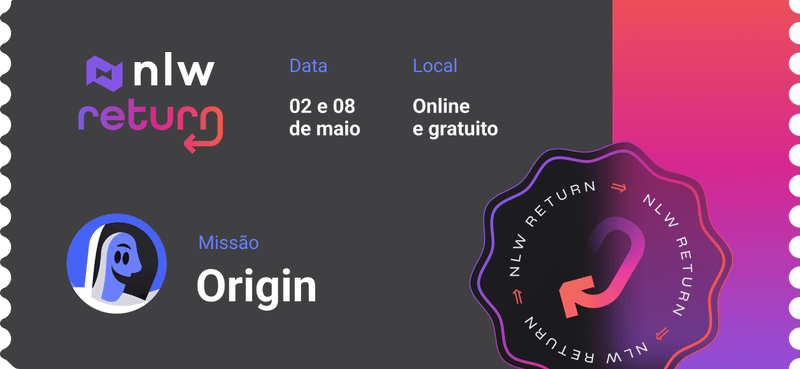 nlw
return
Data
02 e 08
de maio
Local
Online
e gratuito
Missão
Origin
NLW RETURN
NLW RETURN
NLW RETURN